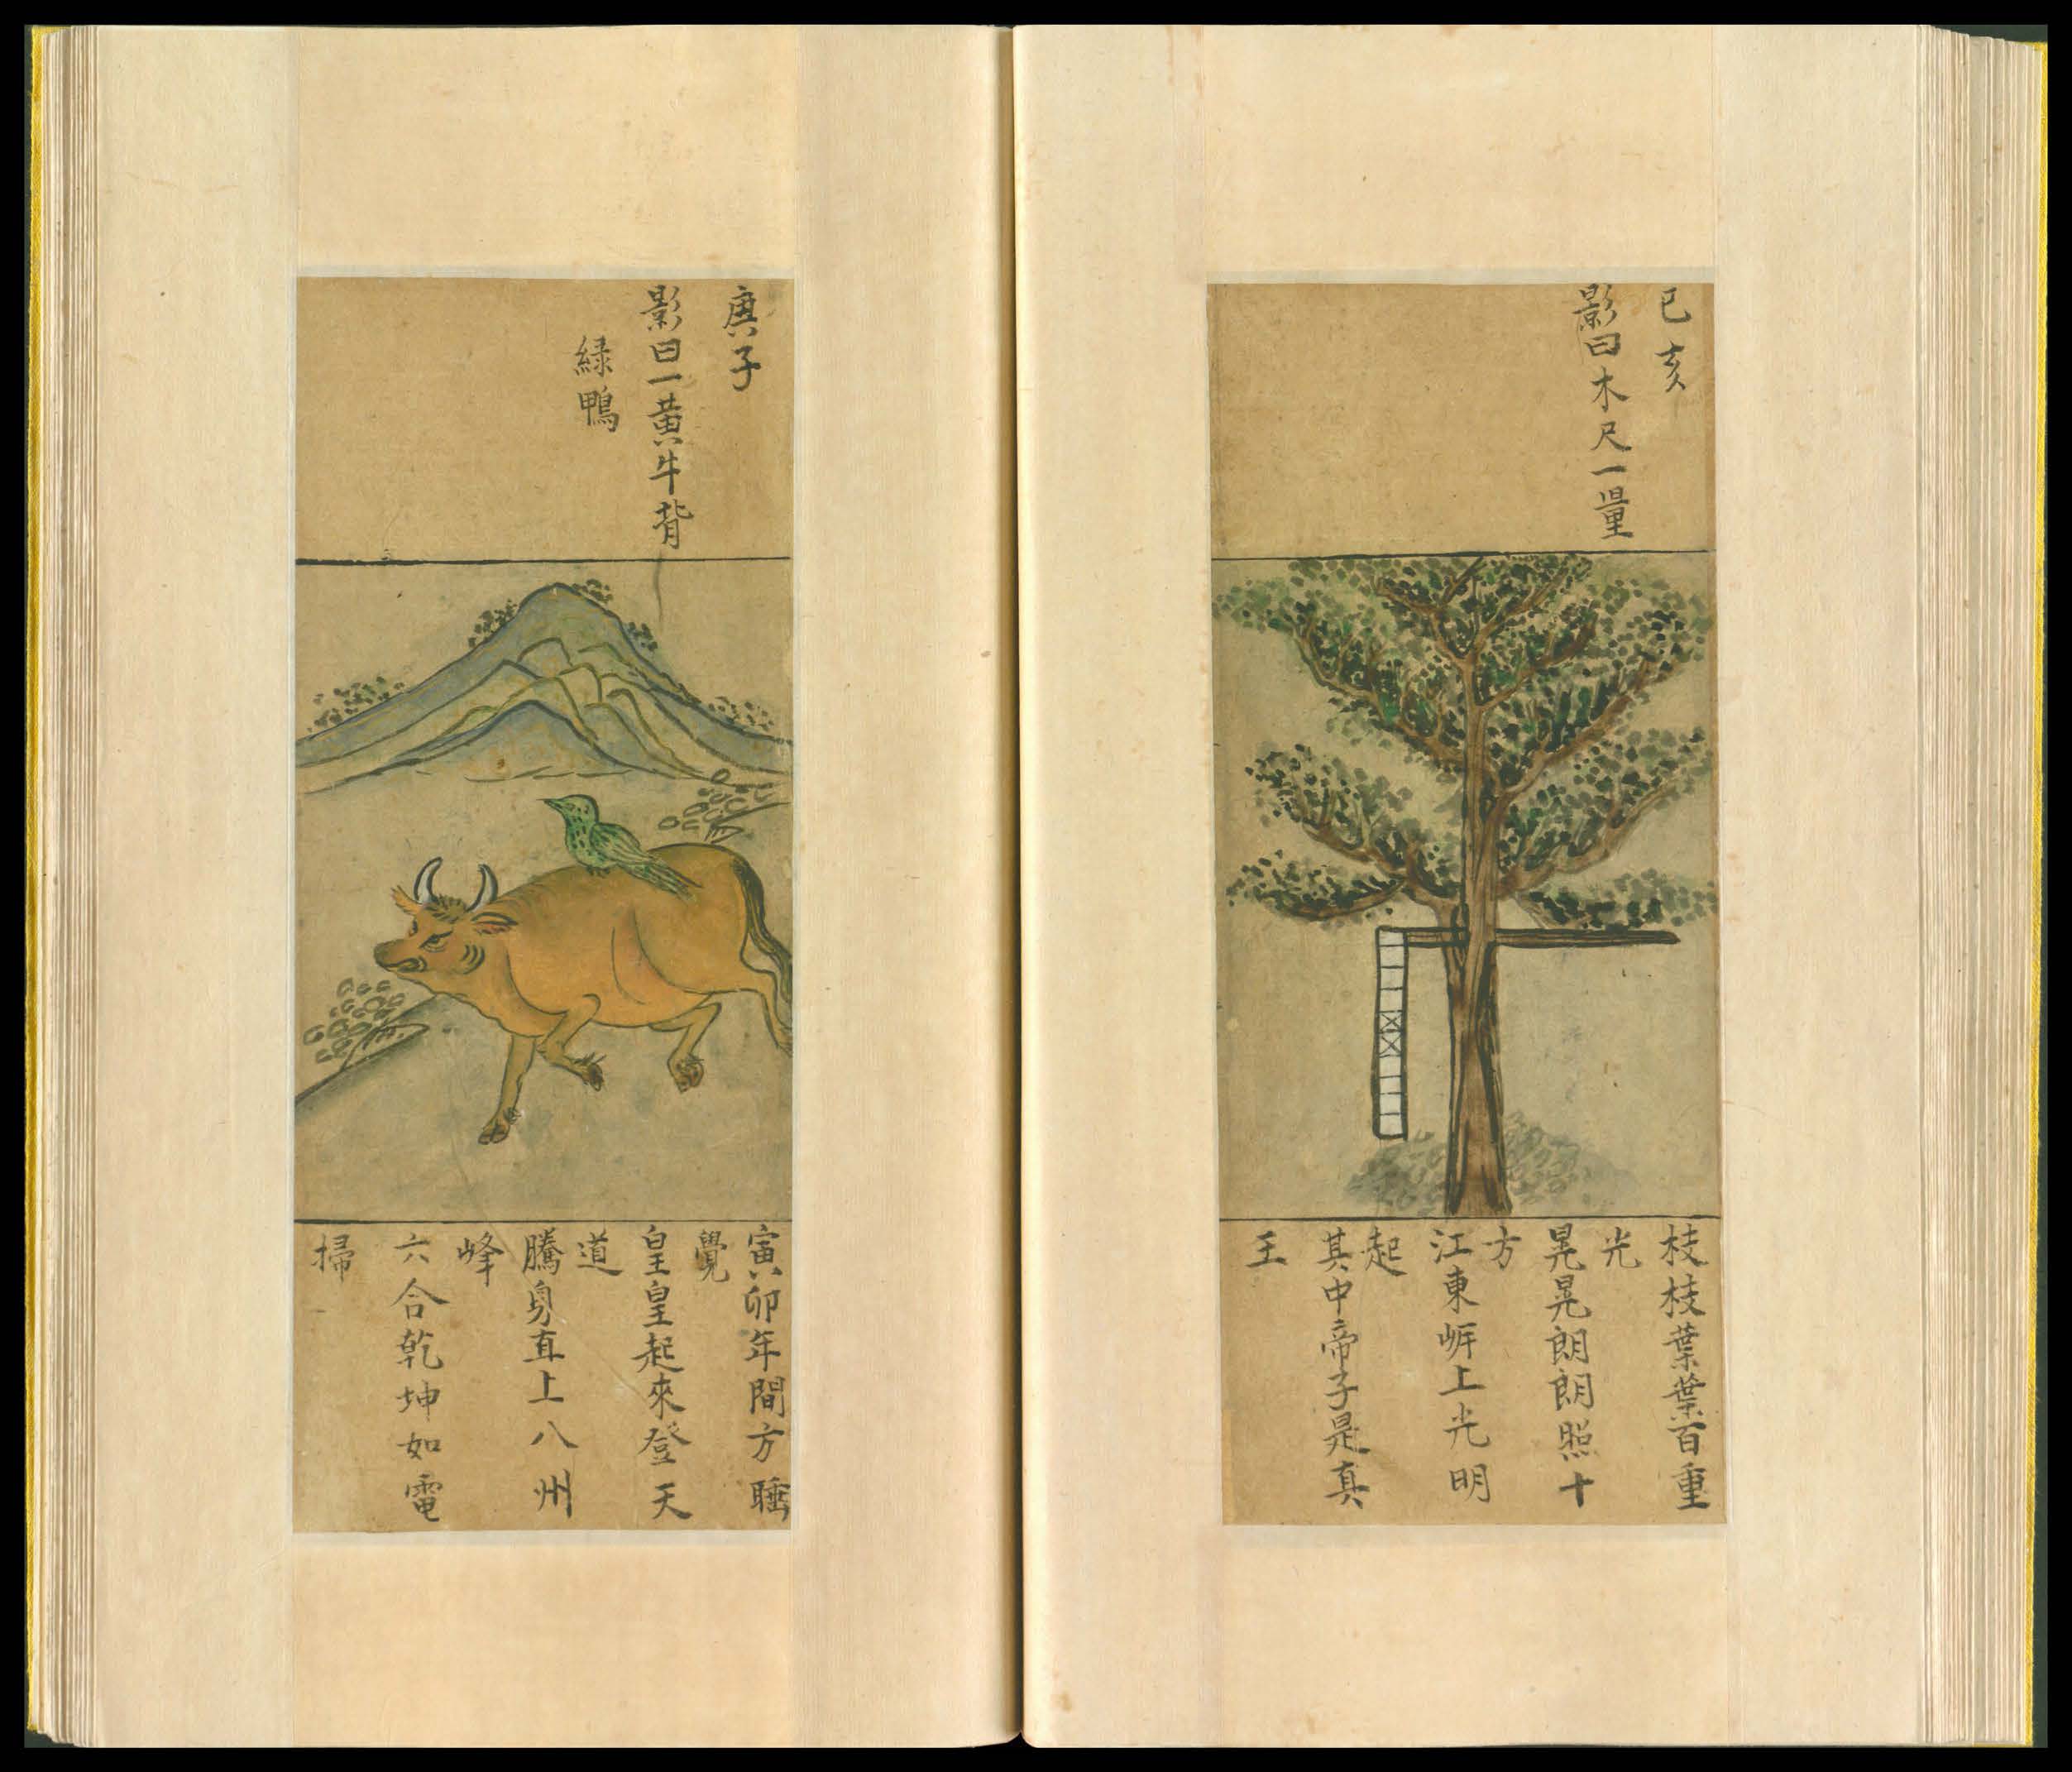 己亥
影曰木尺一量
枝枝葉葉百重
光
晃晃朗朗照十
方
江東岸上光明
起
其中帝子是真
王
庚子
影曰一黄牛背
緑鴨
寅卯年間方睡
覺
皇皇起來登天
道
騰身直上八州
峰
六合乾坤如電
掃